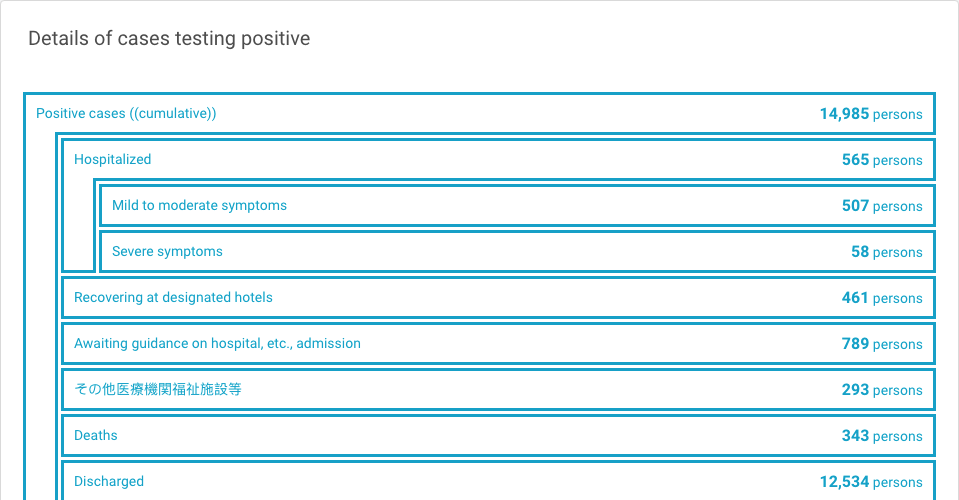 Details of cases testing positive
Positive cases ((cumulative)) 14,985 persons
Hospitalized 565 persons
Mild to moderate symptoms 507 persons
Severe symptoms 58 persons
Recovering at designated hotels 461 persons
Awaiting guidance on hospital, etc., admission 789 persons
その他医療機関福祉施設等 293 persons
Deaths 343 persons
Discharged 12,534 persons